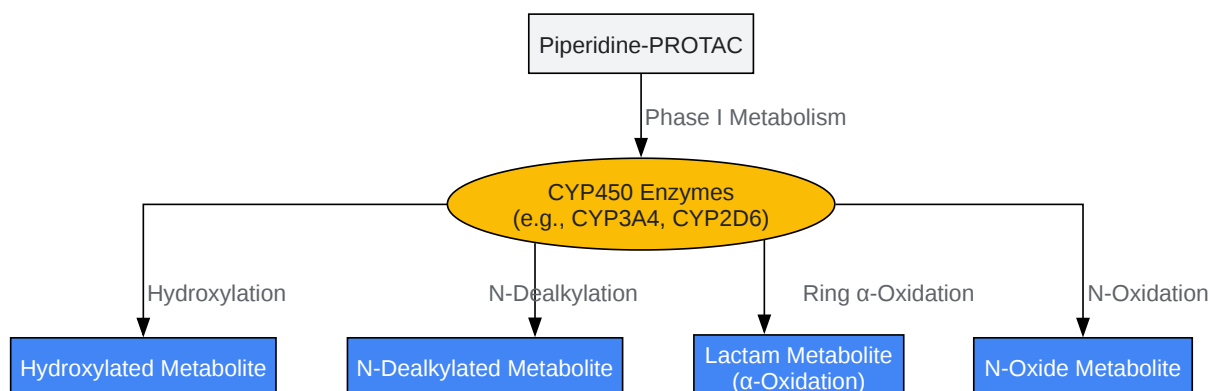 Piperidine-PROTAC
Phase I Metabolism
CYP450 Enzymes
(e.g., CYP3A4, CYP2D6)
Hydroxylation
N-Dealkylation
Ring α-Oxidation
N-Oxidation
Hydroxylated Metabolite
N-Dealkylated Metabolite
Lactam Metabolite
(α-Oxidation)
N-Oxide Metabolite